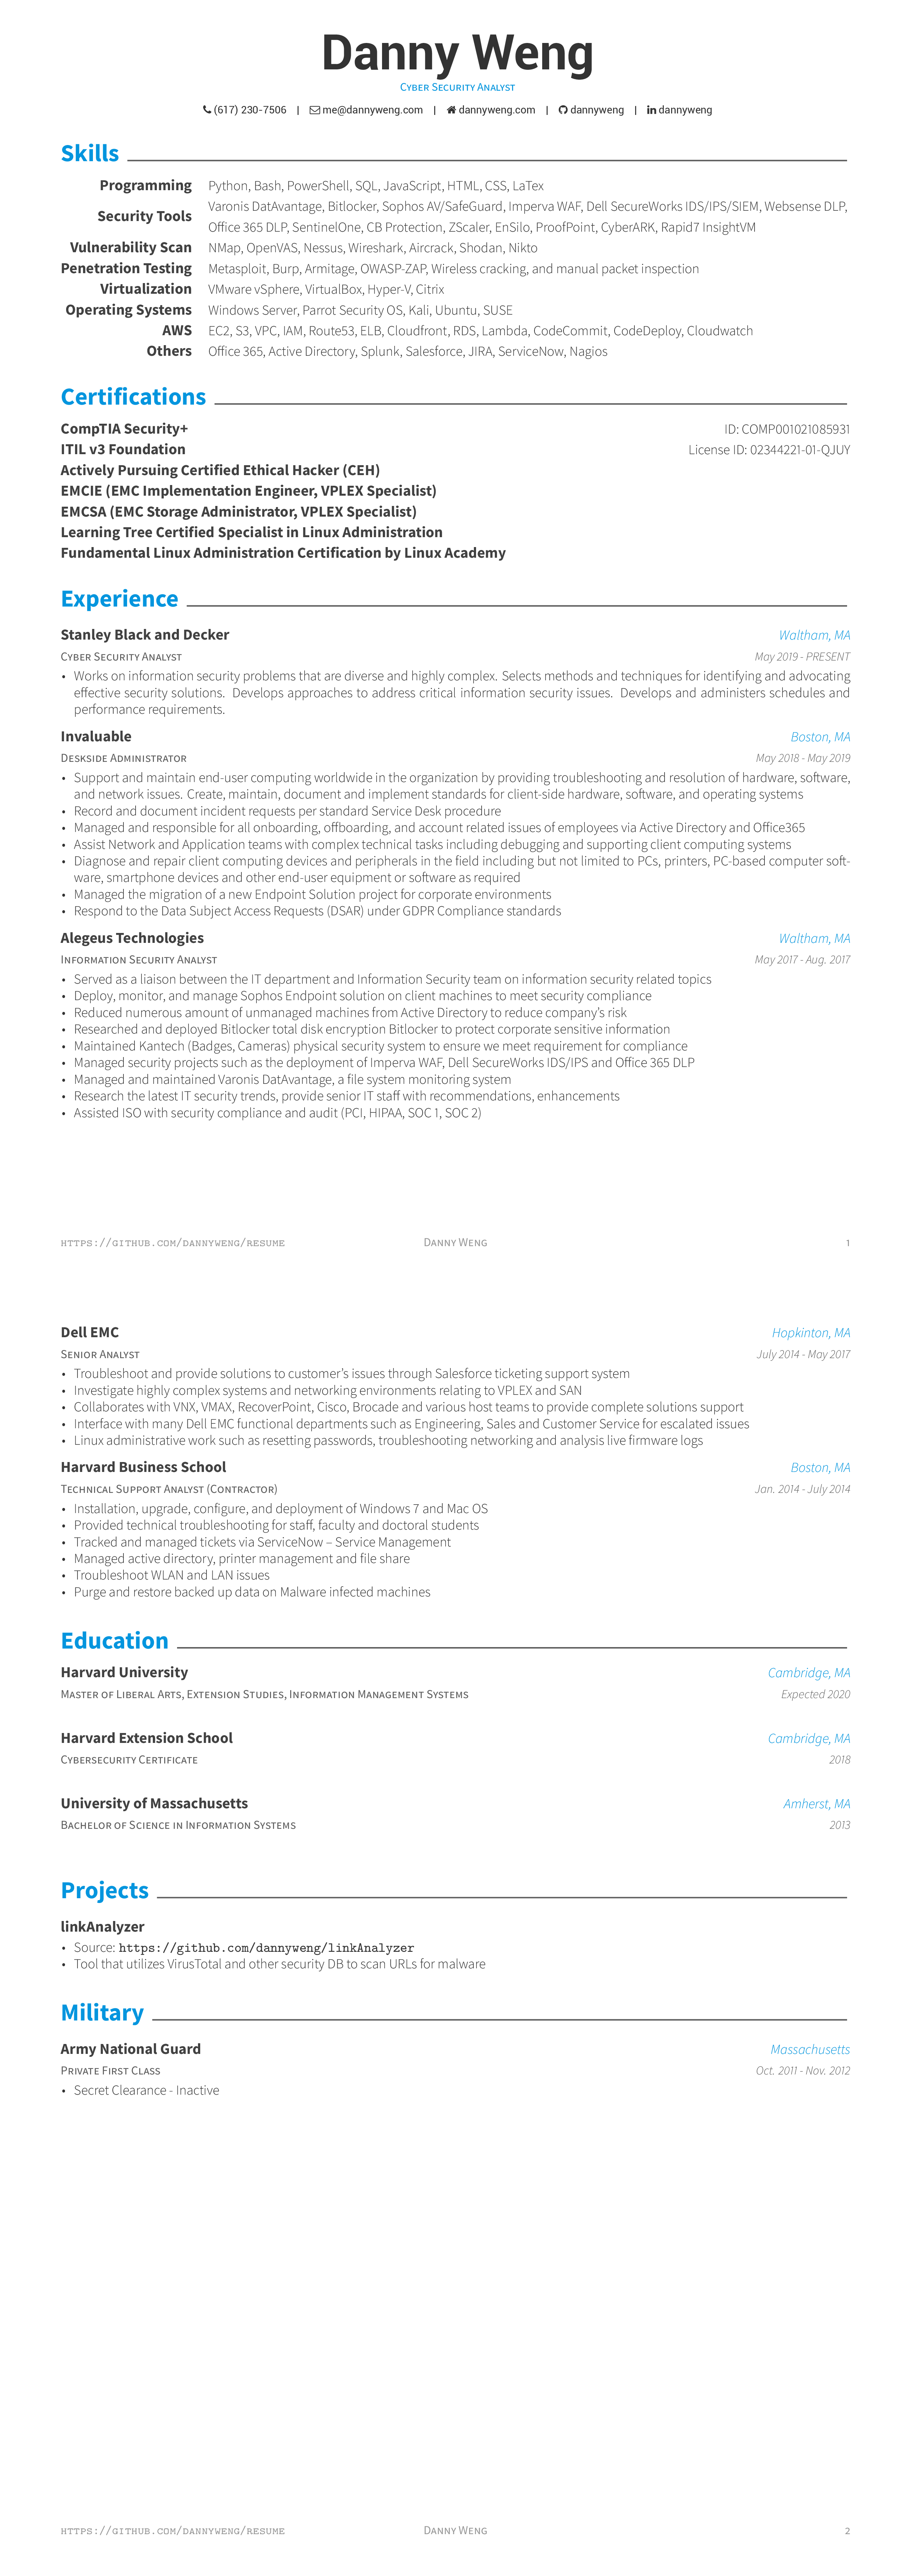 Danny Weng
Cyber Security Analyst
(617) 230-7506 | me@dannyweng.com | dannyweng.com | dannyweng | dannyweng
Skills
Programming Python, Bash, PowerShell, SQL, JavaScript, HTML, CSS, LaTex
Security Tools Varonis DatAvantage, Bitlocker, Sophos AV/SafeGuard, Imperva WAF, Dell SecureWorks IDS/IPS/SIEM, Websense DLP,
Office 365 DLP, SentinelOne, CB Protection, ZScaler, EnSilo, ProofPoint, CyberARK, Rapid7 InsightVM
Vulnerability Scan NMap, OpenVAS, Nessus, Wireshark, Aircrack, Shodan, Nikto
Penetration Testing Metasploit, Burp, Armitage, OWASP-ZAP, Wireless cracking, and manual packet inspection
Virtualization VMware vSphere, VirtualBox, Hyper-V, Citrix
Operating Systems Windows Server, Parrot Security OS, Kali, Ubuntu, SUSE
AWS EC2, S3, VPC, IAM, Route53, ELB, Cloudfront, RDS, Lambda, CodeCommit, CodeDeploy, Cloudwatch
Others Office 365, Active Directory, Splunk, Salesforce, JIRA, ServiceNow, Nagios
Certifications
CompTIA Security+ ID: COMP001021085931
ITIL v3 Foundation License ID: 02344221-01-QJUY
Actively Pursuing Certified Ethical Hacker (CEH)
EMCIE (EMC Implementation Engineer, VPLEX Specialist)
EMCSA (EMC Storage Administrator, VPLEX Specialist)
Learning Tree Certified Specialist in Linux Administration
Fundamental Linux Administration Certification by Linux Academy
Experience
Stanley Black and Decker Waltham, MA
Cyber Security Analyst May 2019 - PRESENT
• Works on information security problems that are diverse and highly complex. Selects methods and techniques for identifying and advocating
effective security solutions. Develops approaches to address critical information security issues. Develops and administers schedules and
performance requirements.
Invaluable Boston, MA
Deskside Administrator May 2018 - May 2019
• Support and maintain end-user computing worldwide in the organization by providing troubleshooting and resolution of hardware, software,
and network issues. Create, maintain, document and implement standards for client-side hardware, software, and operating systems
• Record and document incident requests per standard Service Desk procedure
• Managed and responsible for all onboarding, offboarding, and account related issues of employees via Active Directory and Office365
• Assist Network and Application teams with complex technical tasks including debugging and supporting client computing systems
• Diagnose and repair client computing devices and peripherals in the field including but not limited to PCs, printers, PC-based computer soft-
ware, smartphone devices and other end-user equipment or software as required
• Managed the migration of a new Endpoint Solution project for corporate environments
• Respond to the Data Subject Access Requests (DSAR) under GDPR Compliance standards
Alegeus Technologies Waltham, MA
Information Security Analyst May 2017 - Aug. 2017
• Served as a liaison between the IT department and Information Security team on information security related topics
• Deploy, monitor, and manage Sophos Endpoint solution on client machines to meet security compliance
• Reduced numerous amount of unmanaged machines from Active Directory to reduce company's risk
• Researched and deployed Bitlocker total disk encryption Bitlocker to protect corporate sensitive information
• Maintained Kantech (Badges, Cameras) physical security system to ensure we meet requirement for compliance
• Managed security projects such as the deployment of Imperva WAF, Dell SecureWorks IDS/IPS and Office 365 DLP
• Managed and maintained Varonis DatAvantage, a file system monitoring system
• Research the latest IT security trends, provide senior IT staff with recommendations, enhancements
• Assisted ISO with security compliance and audit (PCI, HIPAA, SOC 1, SOC 2)
HTTPS://GITHUB.COM/DANNYWENG/RESUME Danny Weng 1
Dell EMC Hopkinton, MA
Senior Analyst July 2014 - May 2017
• Troubleshoot and provide solutions to customer's issues through Salesforce ticketing support system
• Investigate highly complex systems and networking environments relating to VPLEX and SAN
• Collaborates with VNX, VMAX, RecoverPoint, Cisco, Brocade and various host teams to provide complete solutions support
• Interface with many Dell EMC functional departments such as Engineering, Sales and Customer Service for escalated issues
• Linux administrative work such as resetting passwords, troubleshooting networking and analysis live firmware logs
Harvard Business School Boston, MA
Technical Support Analyst (Contractor) Jan. 2014 - July 2014
• Installation, upgrade, configure, and deployment of Windows 7 and Mac OS
• Provided technical troubleshooting for staff, faculty and doctoral students
• Tracked and managed tickets via ServiceNow – Service Management
• Managed active directory, printer management and file share
• Troubleshoot WLAN and LAN issues
• Purge and restore backed up data on Malware infected machines
Education
Harvard University Cambridge, MA
Master of Liberal Arts, Extension Studies, Information Management Systems Expected 2020
Harvard Extension School Cambridge, MA
Cybersecurity Certificate 2018
University of Massachusetts Amherst, MA
Bachelor of Science in Information Systems 2013
Projects
linkAnalyzer
• Source: https://github.com/dannyweng/linkAnalyzer
• Tool that utilizes VirusTotal and other security DB to scan URLs for malware
Military
Army National Guard Massachusetts
Private First Class Oct. 2011 - Nov. 2012
• Secret Clearance - Inactive
HTTPS://GITHUB.COM/DANNYWENG/RESUME Danny Weng 2